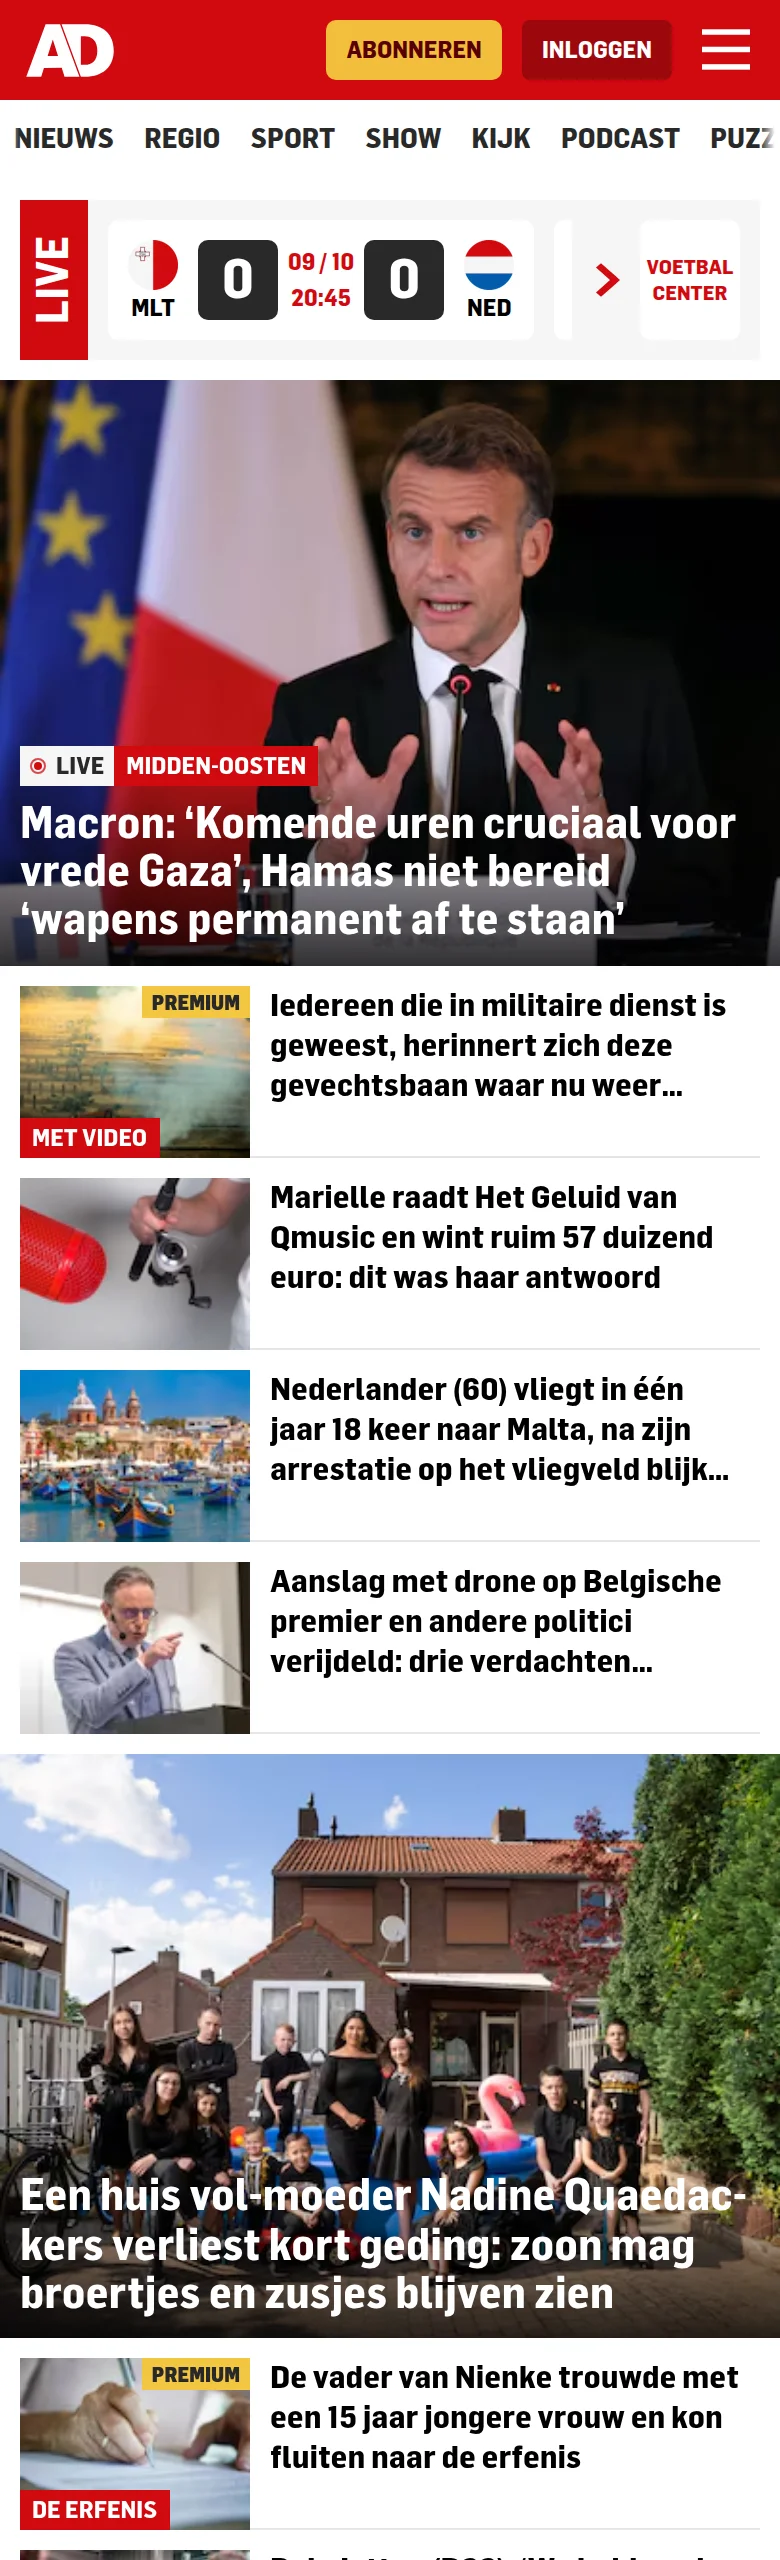 AD
ABONNEREN
INLOGGEN
NIEUWS REGIO SPORT SHOW KIJK PODCAST PUZZ
LIVE
MLT
0
09 / 10
20:45
0
NED
VOETBAL
CENTER
LIVE MIDDEN-OOSTEN
Macron: ‘Komende uren cruciaal voor
vrede Gaza’, Hamas niet bereid
‘wapens permanent af te staan’
PREMIUM
MET VIDEO
Iedereen die in militaire dienst is
geweest, herinnert zich deze
gevechtsbaan waar nu weer...
Marielle raadt Het Geluid van
Qmusic en wint ruim 57 duizend
euro: dit was haar antwoord
Nederlander (60) vliegt in één
jaar 18 keer naar Malta, na zijn
arrestatie op het vliegveld blijk...
Aanslag met drone op Belgische
premier en andere politici
verijdeld: drie verdachten...
Een huis vol-moeder Nadine Quaedac-
kers verliest kort geding: zoon mag
broertjes en zusjes blijven zien
PREMIUM
DE ERFENIS
De vader van Nienke trouwde met
een 15 jaar jongere vrouw en kon
fluiten naar de erfenis